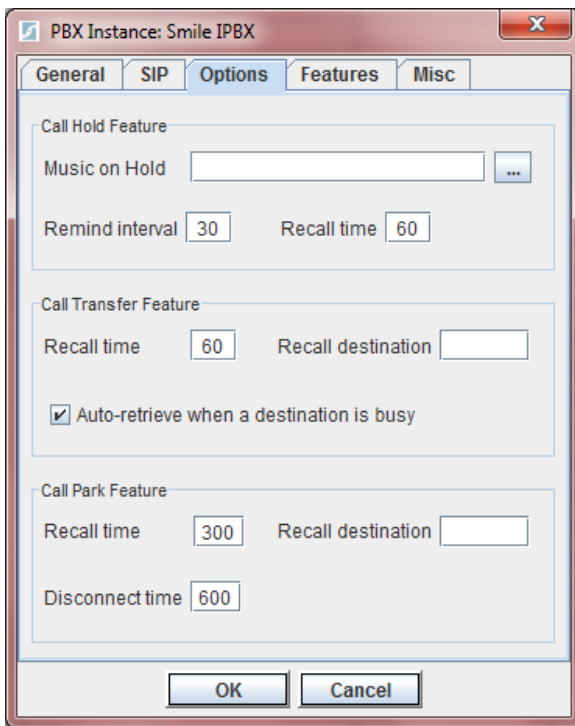 PBX Instance: Smile IPBX
General SIP Options Features Misc
Call Hold Feature
Music on Hold ...
Remind interval 30 Recall time 60
Call Transfer Feature
Recall time 60 Recall destination
Auto-retrieve when a destination is busy
Call Park Feature
Recall time 300 Recall destination
Disconnect time 600
OK Cancel